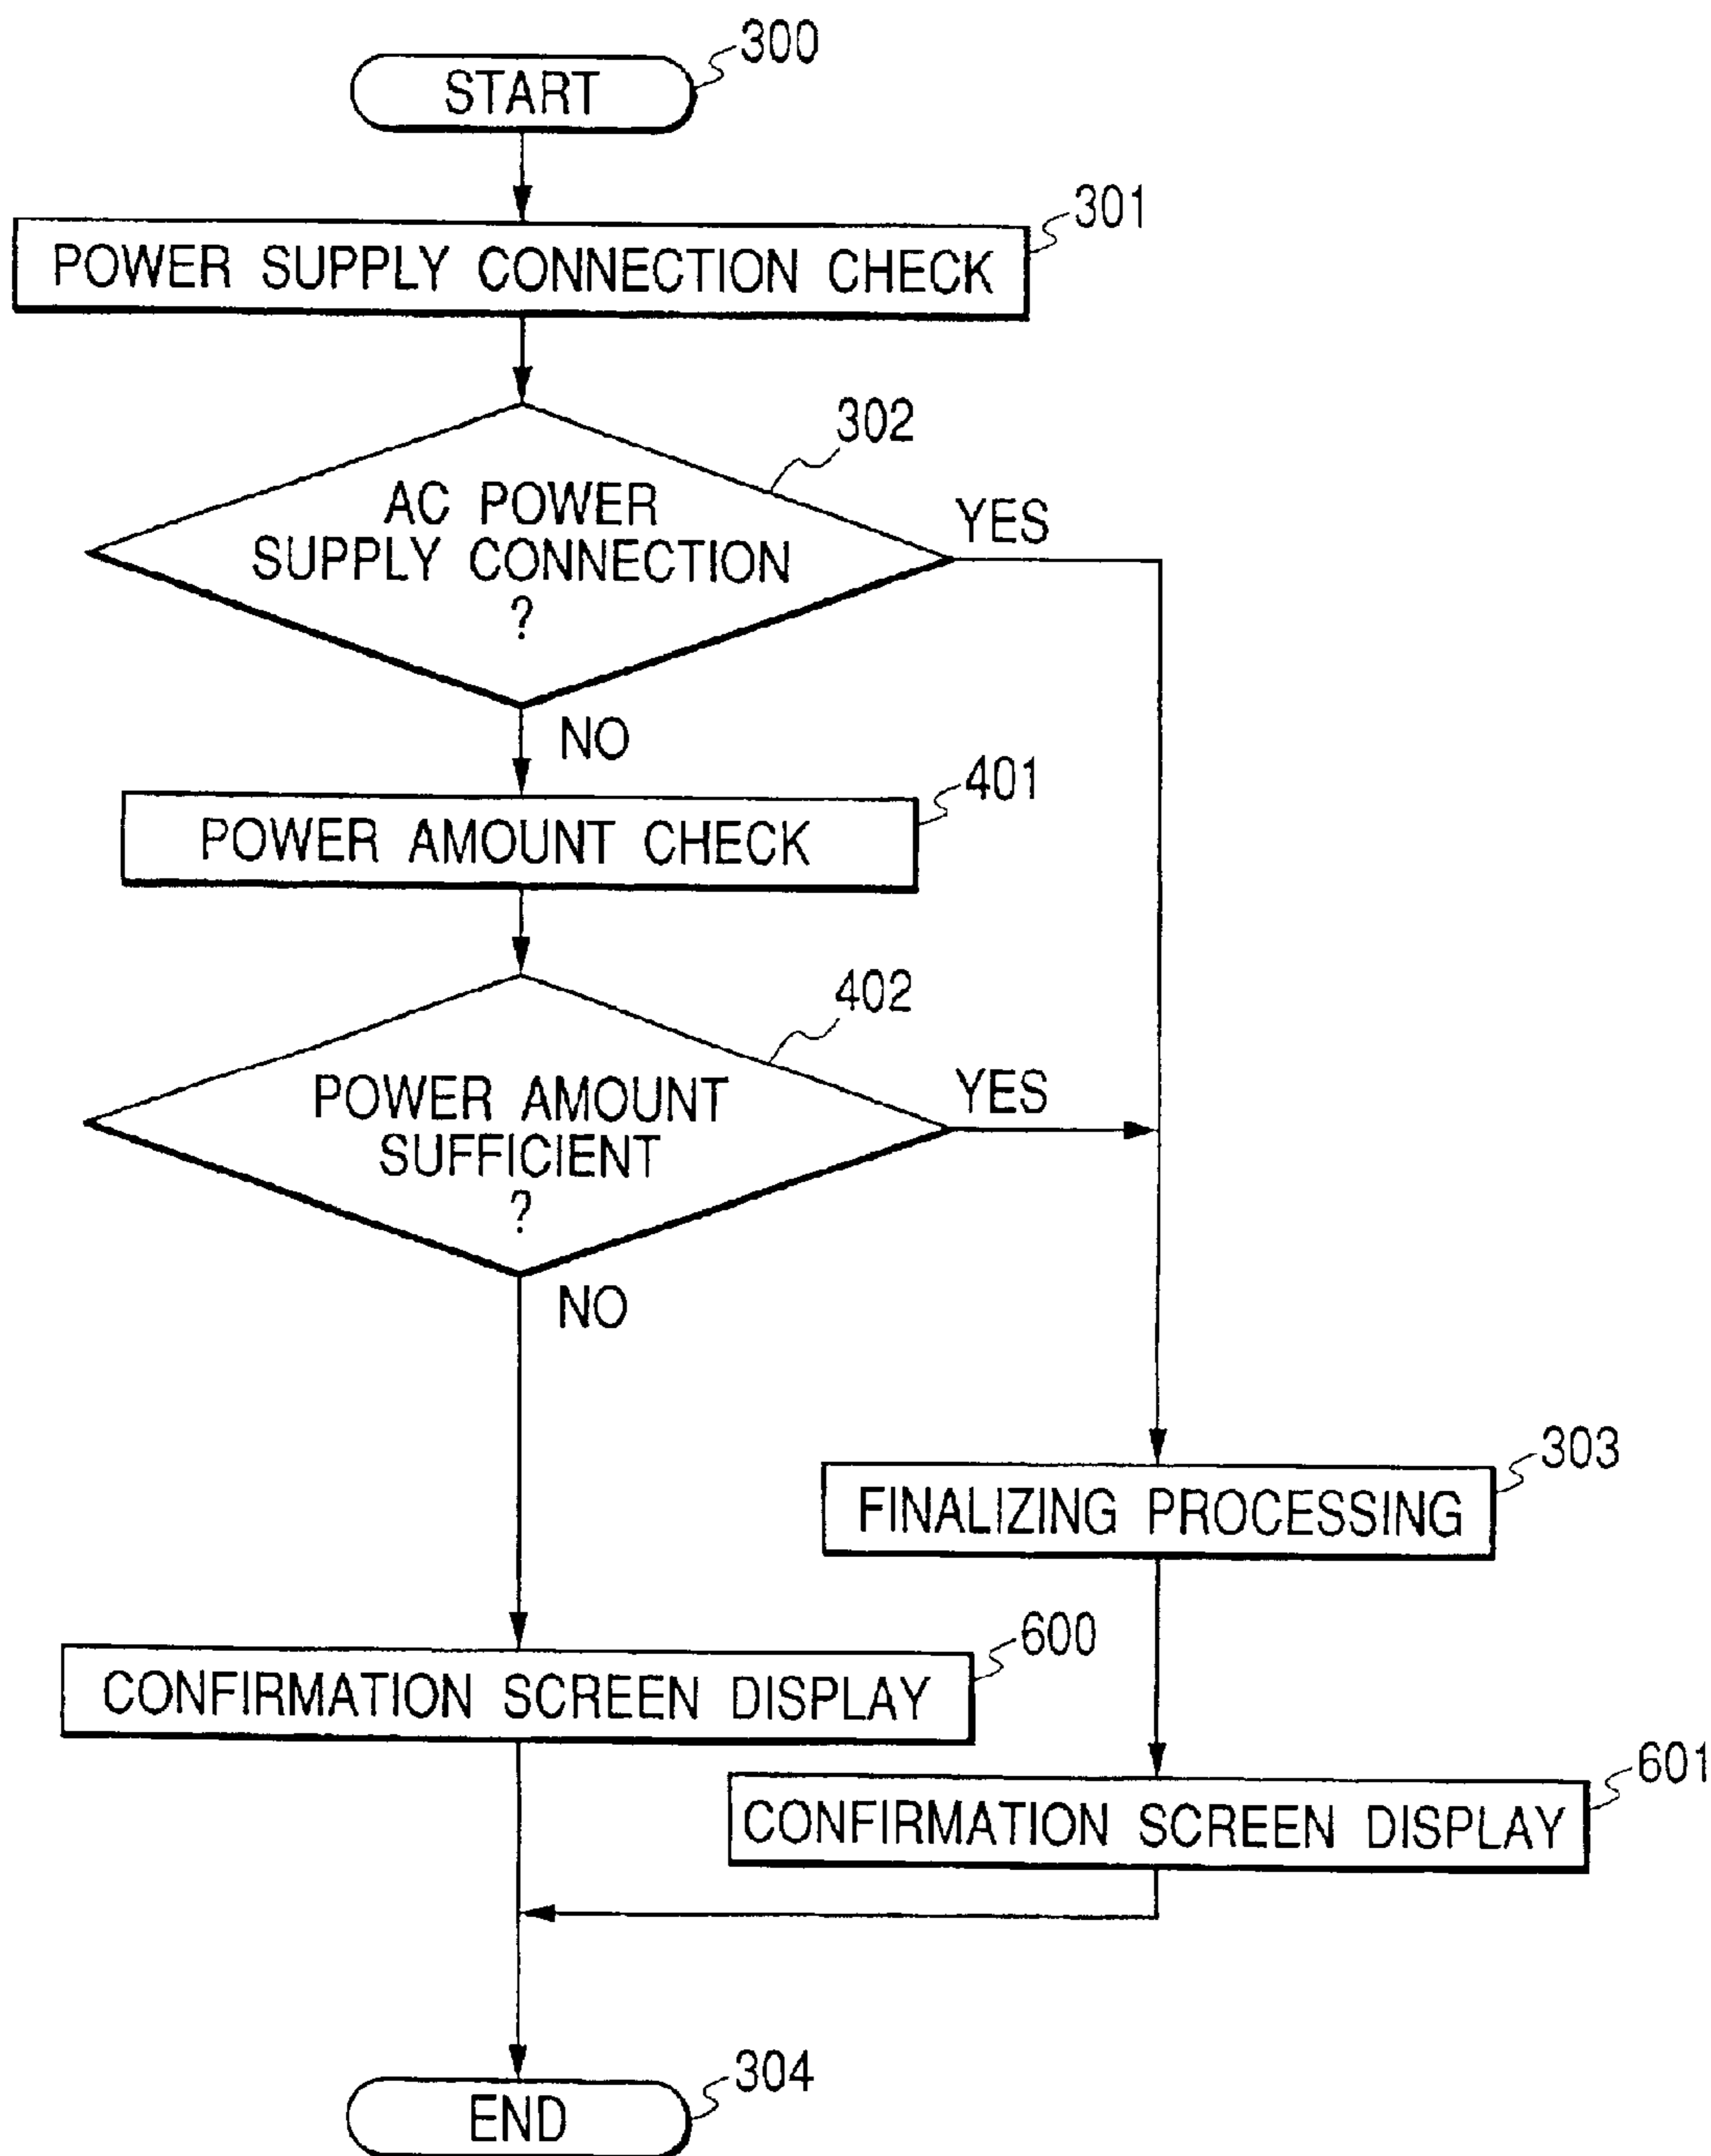 300
START
301
POWER SUPPLY CONNECTION CHECK
302
AC POWER
SUPPLY CONNECTION
?
YES
NO
401
POWER AMOUNT CHECK
402
POWER AMOUNT
SUFFICIENT
?
YES
NO
303
FINALIZING PROCESSING
600
CONFIRMATION SCREEN DISPLAY
601
CONFIRMATION SCREEN DISPLAY
304
END